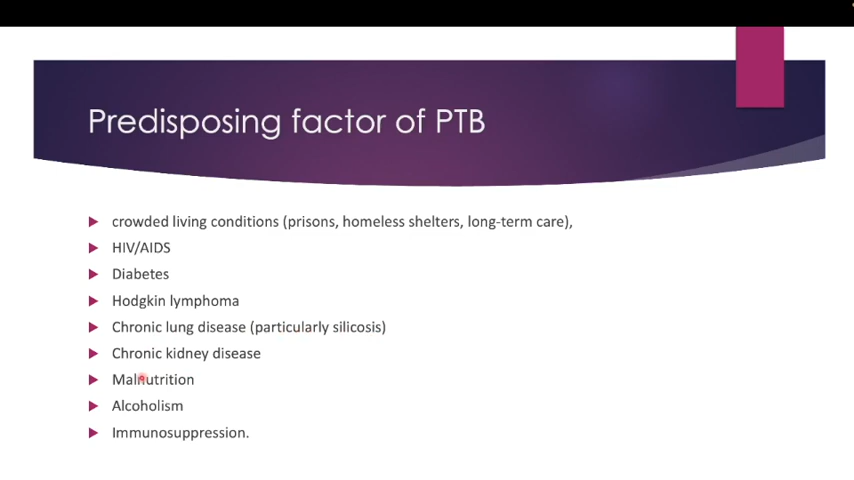 Predisposing factor of PTB
crowded living conditions (prisons, homeless shelters, long-term care),
HIV/AIDS
Diabetes
Hodgkin lymphoma
Chronic lung disease (particularly silicosis)
Chronic kidney disease
Malnutrition
Alcoholism
Immunosuppression.